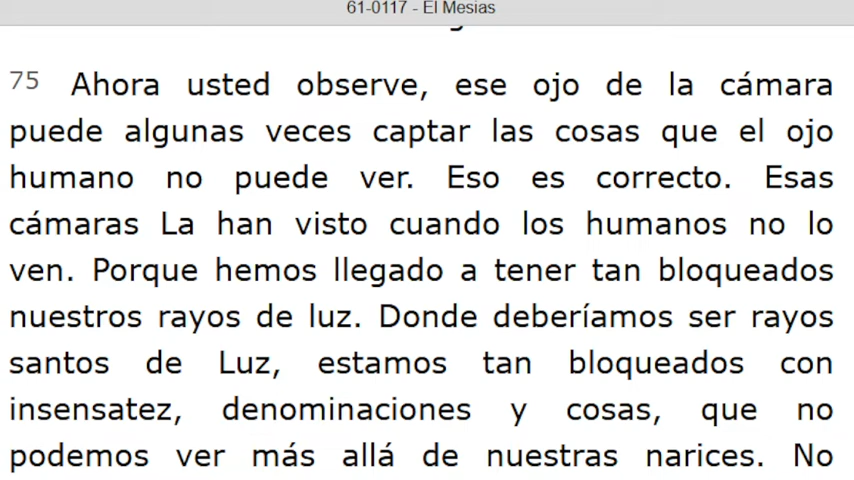 61-0117 - El Mesias
75 Ahora usted observe, ese ojo de la cámara
puede algunas veces captar las cosas que el ojo
humano no puede ver. Eso es correcto. Esas
cámaras La han visto cuando los humanos no lo
ven. Porque hemos llegado a tener tan bloqueados
nuestros rayos de luz. Donde deberíamos ser rayos
santos de Luz, estamos tan bloqueados con
insensatez, denominaciones y cosas, que no
podemos ver más allá de nuestras narices. No